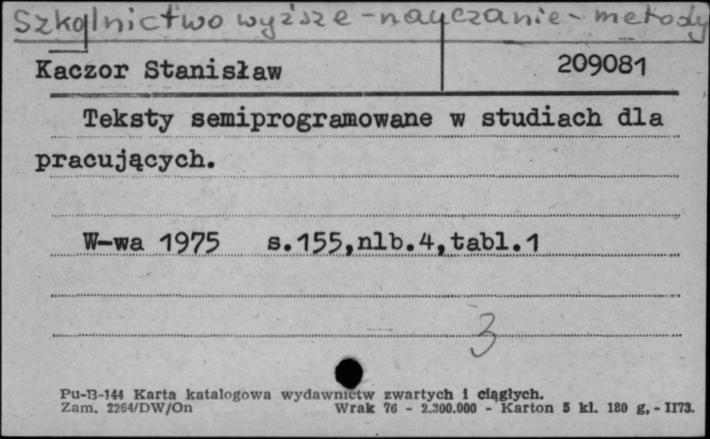 Szkolnictwo wyższe - nauczanie - metody
Kaczor Stanisław 209081
Teksty semiprogramowane w studiach dla
pracujących.
W-wa 1975 s.155,nlb.4,tabl.1
3
Pu-B-144 Karta katalogowa wydawnictw zwartych i ciągłych.
Zam. 2264/DW/On Wrak 76 - 2.300.000 - Karton 5 kl. 180 g, - II73.